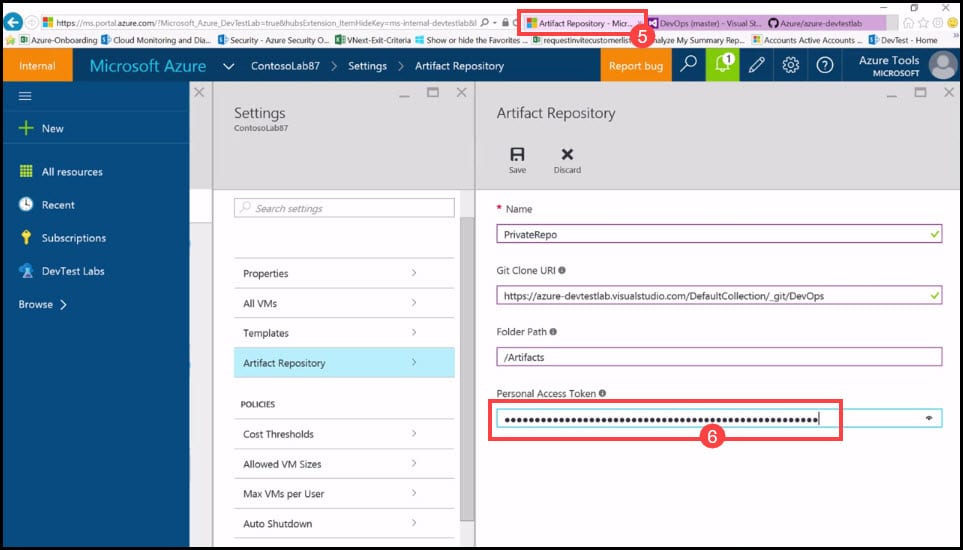 https://ms.portal.azure.com/?Microsoft_Azure_DevTestLab=true&hubsExtension_ItemHideKey=ms-internal-devtestlab&l
Artifact Repository - Micr...
DevOps (master) - Visual St...
Azure/azure-devtestlab
5
Azure-Onboarding
Cloud Monitoring and Dia...
Security - Azure Security O...
VNext-Exit-Criteria
Show or hide the Favorites ...
requestinvitecustomerlist
nalyze My Summary Rep...
Accounts Active Accounts ...
DevTest - Home
Internal
Microsoft Azure
ContosoLab87 > Settings > Artifact Repository
Report bug
1
Azure Tools
MICROSOFT
New
All resources
Recent
Subscriptions
DevTest Labs
Browse >
Settings
ContosoLab87
Search settings
Properties
All VMs
Templates
Artifact Repository
POLICIES
Cost Thresholds
Allowed VM Sizes
Max VMs per User
Auto Shutdown
Artifact Repository
Save
Discard
* Name
PrivateRepo
Git Clone URI
https://azure-devtestlab.visualstudio.com/DefaultCollection/_git/DevOps
Folder Path
/Artifacts
Personal Access Token
6